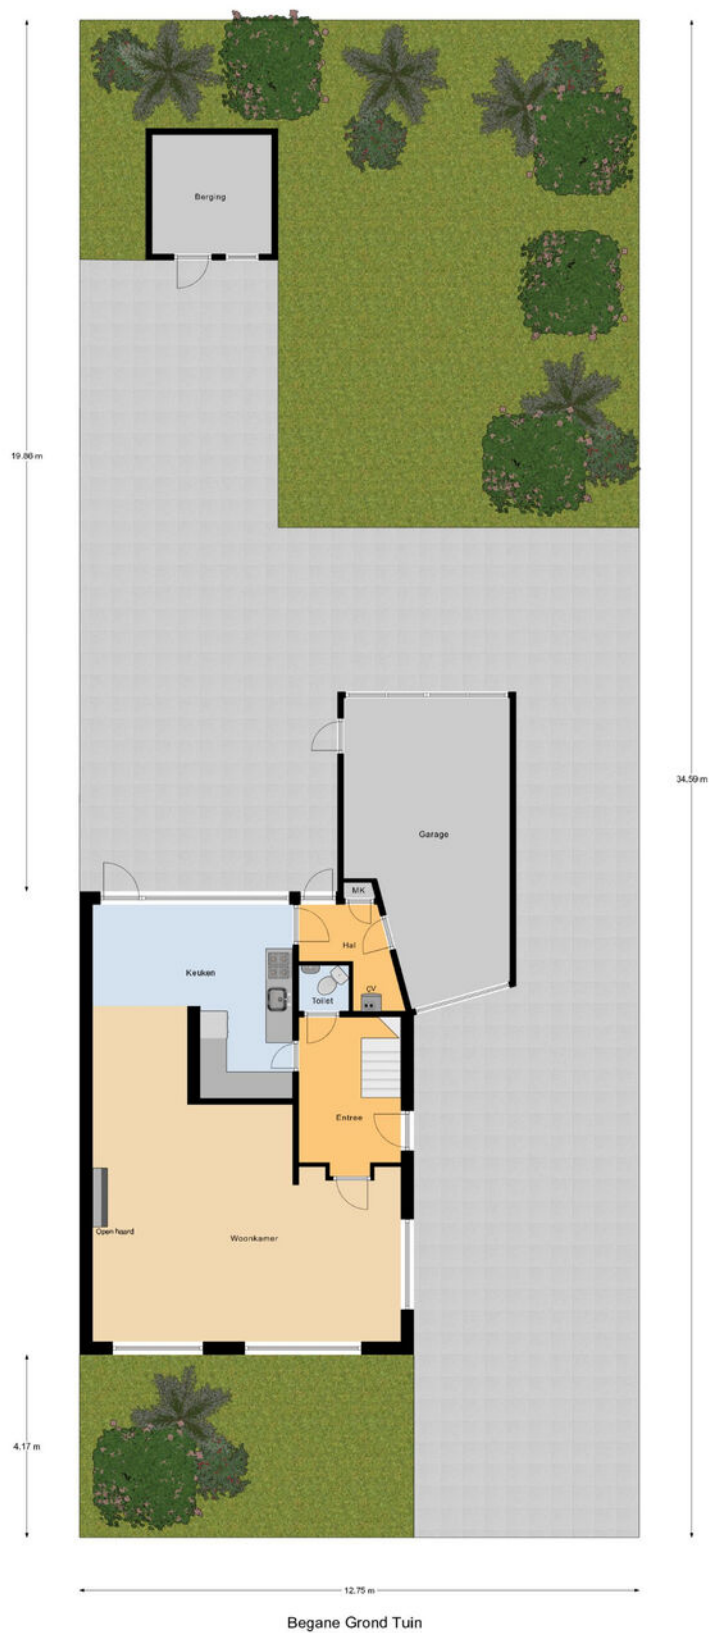 Berging
19.86 m
34.59 m
Garage
MK
Hal
Keuken
CV
Toilet
Entree
Open haard
Woonkamer
4.17 m
12.75 m
Begane Grond Tuin